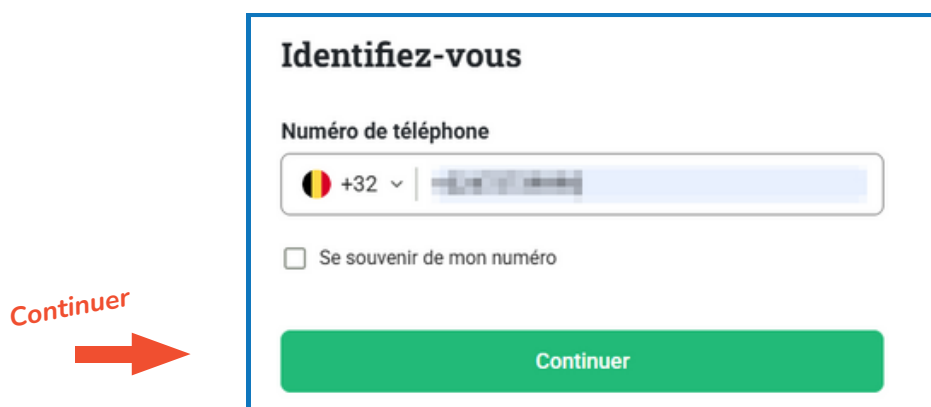 Identifiez-vous
Numéro de téléphone
+32
Se souvenir de mon numéro
Continuer
Continuer